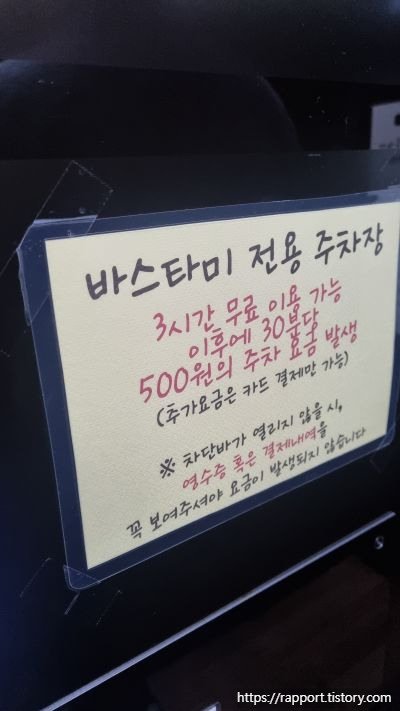 바스타미 전용 주차장
3시간 무료 이용 가능
이후에 30분당
500원의 주차 요금 발생
(추가요금은 카드 결제만 가능)
※ 차단바가 열리지 않을 시,
영수증 혹은 결제내역을
꼭 보여주셔야 요금이 발생되지 않습니다
https://rapport.tistory.com